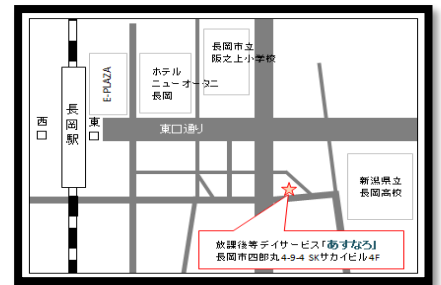 長岡市立
阪之上小学校
ホテル
ニューオータニ
長岡
E-PLAZA
西口
長岡駅
東口
東口通り
新潟県立
長岡高校
放課後等デイサービス「あすなろ」
長岡市四郎丸4-9-4 SKサカイビル4F